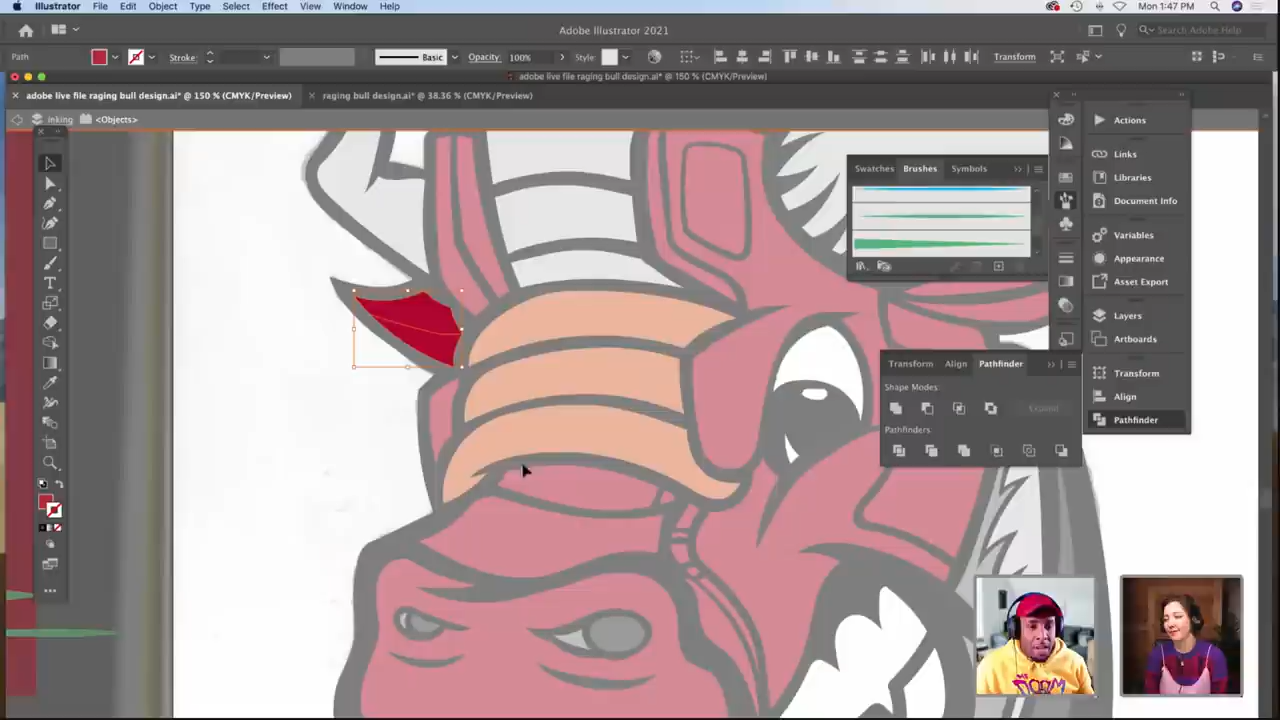 Illustrator File Edit Object Type Select Effect View Window Help Mon 1:47 PM
Adobe Illustrator 2021 Search Adobe Help
Path Stroke: Basic Opacity: 100% Style: Transform
adobe live file raging bull design.ai* @ 150 % (CMYK/Preview)
adobe live file raging bull design.ai* @ 150 % (CMYK/Preview) raging bull design.ai* @ 38.36 % (CMYK/Preview)
inking <Objects>
Actions
Links
Libraries
Document Info
Variables
Appearance
Asset Export
Layers
Artboards
Transform
Align
Pathfinder
Swatches Brushes Symbols
Transform Align Pathfinder
Shape Modes:
Expand
Pathfinders:
DOOM